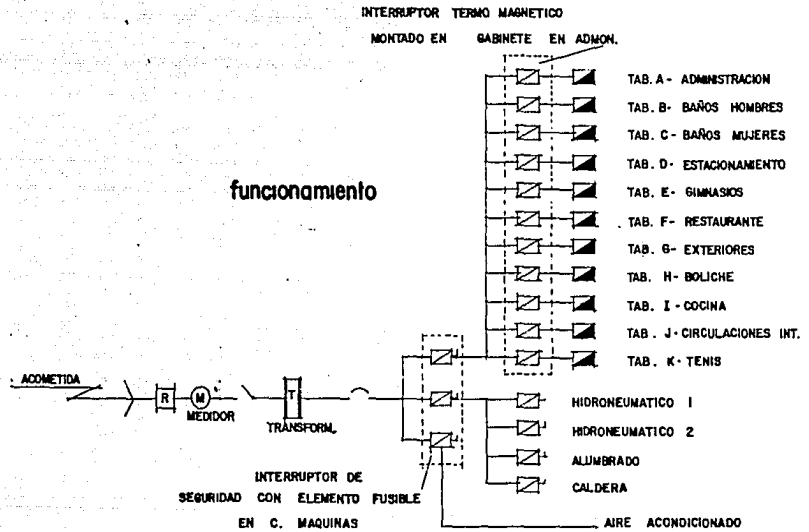 INTERRUPTOR TERMO MAGNETICO
MONTADO EN GABINETE EN ADMON.
TAB. A- ADMINISTRACION
TAB. B- BAÑOS HOMBRES
TAB. C- BAÑOS MUJERES
TAB. D- ESTACIONAMIENTO
TAB. E- GIMNASIOS
TAB. F- RESTAURANTE
TAB. G- EXTERIORES
TAB. H- BOLICHE
TAB. I - COCINA
TAB. J- CIRCULACIONES INT.
TAB. K- TENIS
funcionamiento
ACOMETIDA
R
M
MEDIDOR
T
TRANSFORM.
HIDRONEUMATICO 1
HIDRONEUMATICO 2
ALUMBRADO
CALDERA
INTERRUPTOR DE
SEGURIDAD CON ELEMENTO FUSIBLE
EN C. MAQUINAS
AIRE ACONDICIONADO